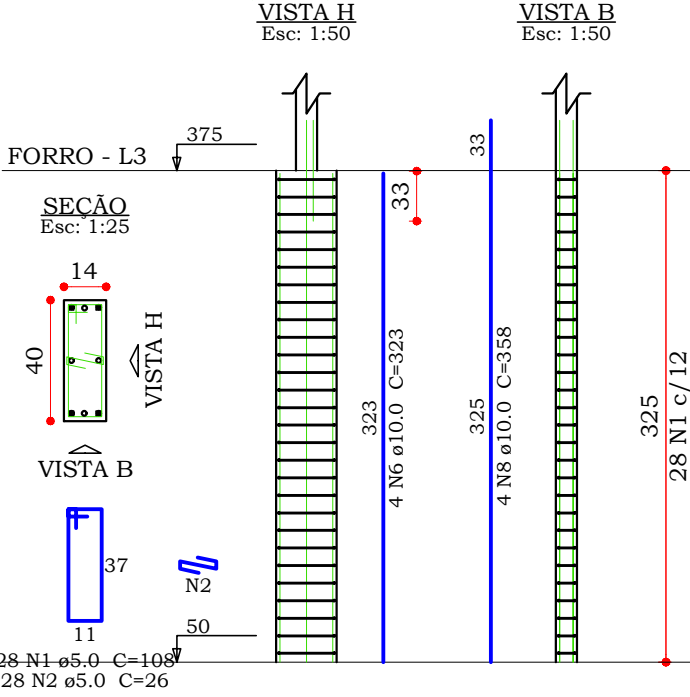 VISTA H
Esc: 1:50
VISTA B
Esc: 1:50
375
FORRO - L3
33
33
SEÇÃO
Esc: 1:25
14
40
VISTA H
VISTA B
323
4 N6 ø10.0 C=323
325
4 N8 ø10.0 C=358
325
28 N1 c/12
37
11
N2
50
28 N1 ø5.0 C=108
28 N2 ø5.0 C=26